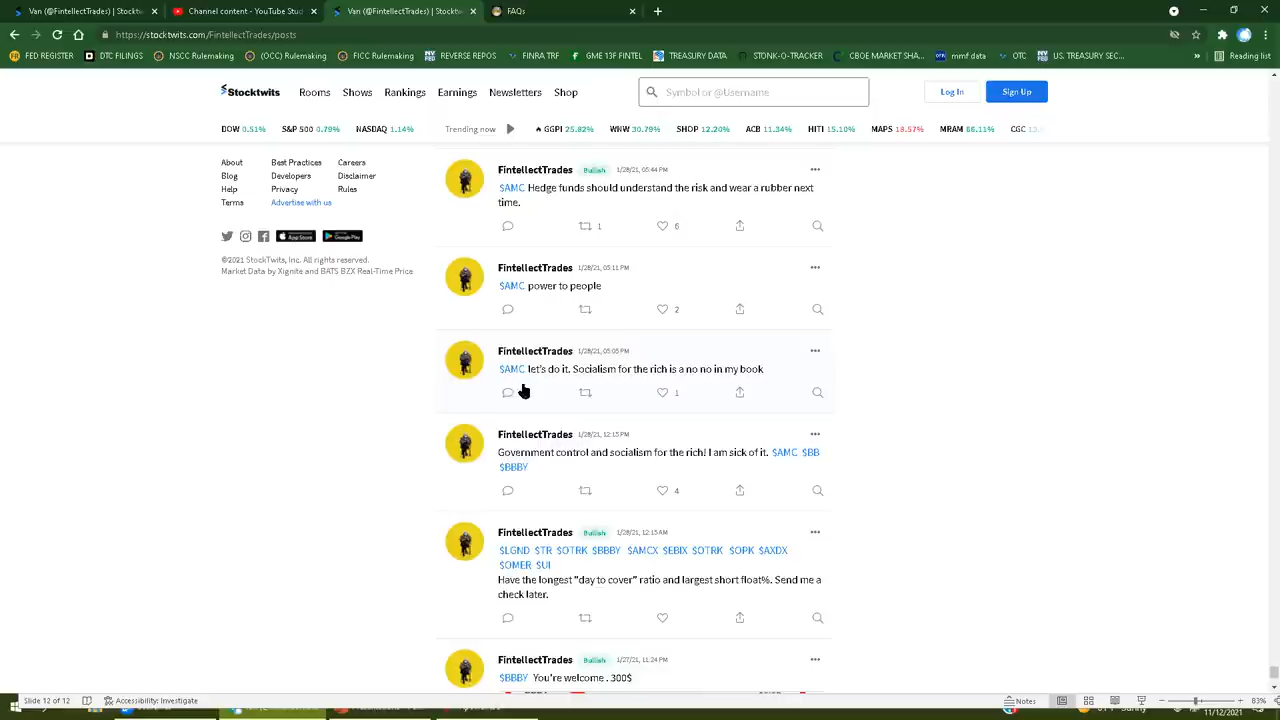 Van (@FintellectTrades) | Stockt
Channel content - YouTube Stud
Van (@FintellectTrades) | Stockt
FAQs
https://stocktwits.com/FintellectTrades/posts
FED REGISTER DTC FILINGS NSCC Rulemaking (OCC) Rulemaking FICC Rulemaking REVERSE REPOS FINRA TRF GME 13F FINTEL TREASURY DATA STONK-O-TRACKER CBOE MARKET SHA... mmf data OTC U.S. TREASURY SEC... » Reading list
Stocktwits Rooms Shows Rankings Earnings Newsletters Shop Symbol or @Username Log In Sign Up
DOW 0.51% S&P 500 0.79% NASDAQ 1.14% Trending now GGPI 25.82% WNW 30.79% SHOP 12.20% ACB 11.34% HITI 15.10% MAPS 18.57% MRAM 66.11% CGC
About Best Practices Careers
Blog Developers Disclaimer
Help Privacy Rules
Terms Advertise with us
App Store Google Play
©2021 StockTwits, Inc. All rights reserved.
Market Data by Xignite and BATS BZX Real-Time Price
FintellectTrades Bullish 1/28/21, 05:44 PM
$AMC Hedge funds should understand the risk and wear a rubber next
time.
1 6
FintellectTrades 1/28/21, 05:11 PM
$AMC power to people
2
FintellectTrades 1/28/21, 05:05 PM
$AMC let's do it. Socialism for the rich is a no no in my book
1
FintellectTrades 1/28/21, 12:15 PM
Government control and socialism for the rich! I am sick of it. $AMC $BB
$BBBY
4
FintellectTrades Bullish 1/28/21, 12:15 AM
$LGND $TR $OTRK $BBBY $AMCX $EBIX $OTRK $OPK $AXDX
$OMER $UI
Have the longest "day to cover" ratio and largest short float%. Send me a
check later.
FintellectTrades Bullish 1/27/21, 11:24 PM
$BBBY You're welcome . 300$
Slide 12 of 12 Accessibility: Investigate Notes 83%
11/12/2021